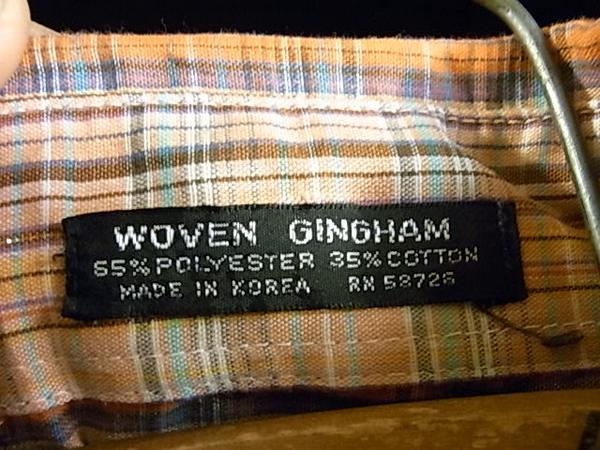 WOVEN GINGHAM
65% POLYESTER 35% COTTON
MADE IN KOREA RN 58726